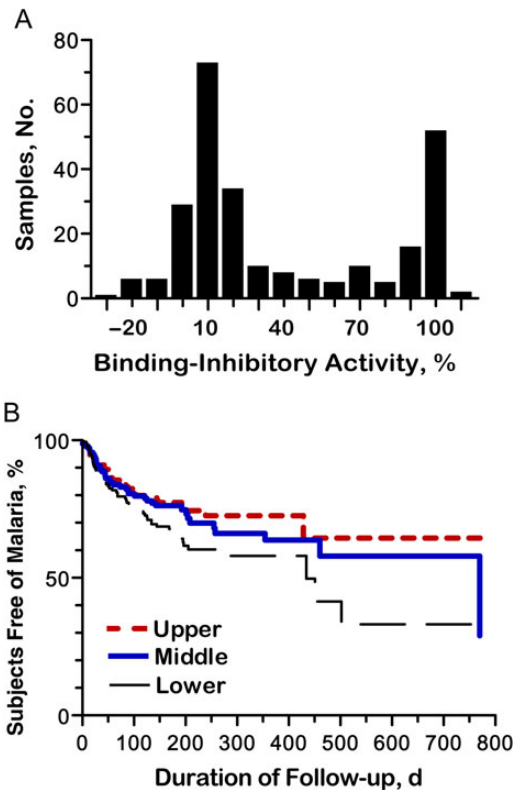 A
80
60
40
20
0
Samples, No.
−20 10 40 70 100
Binding-Inhibitory Activity, %
B
100
50
0
Subjects Free of Malaria, %
Upper
Middle
Lower
0 100 200 300 400 500 600 700 800
Duration of Follow-up, d